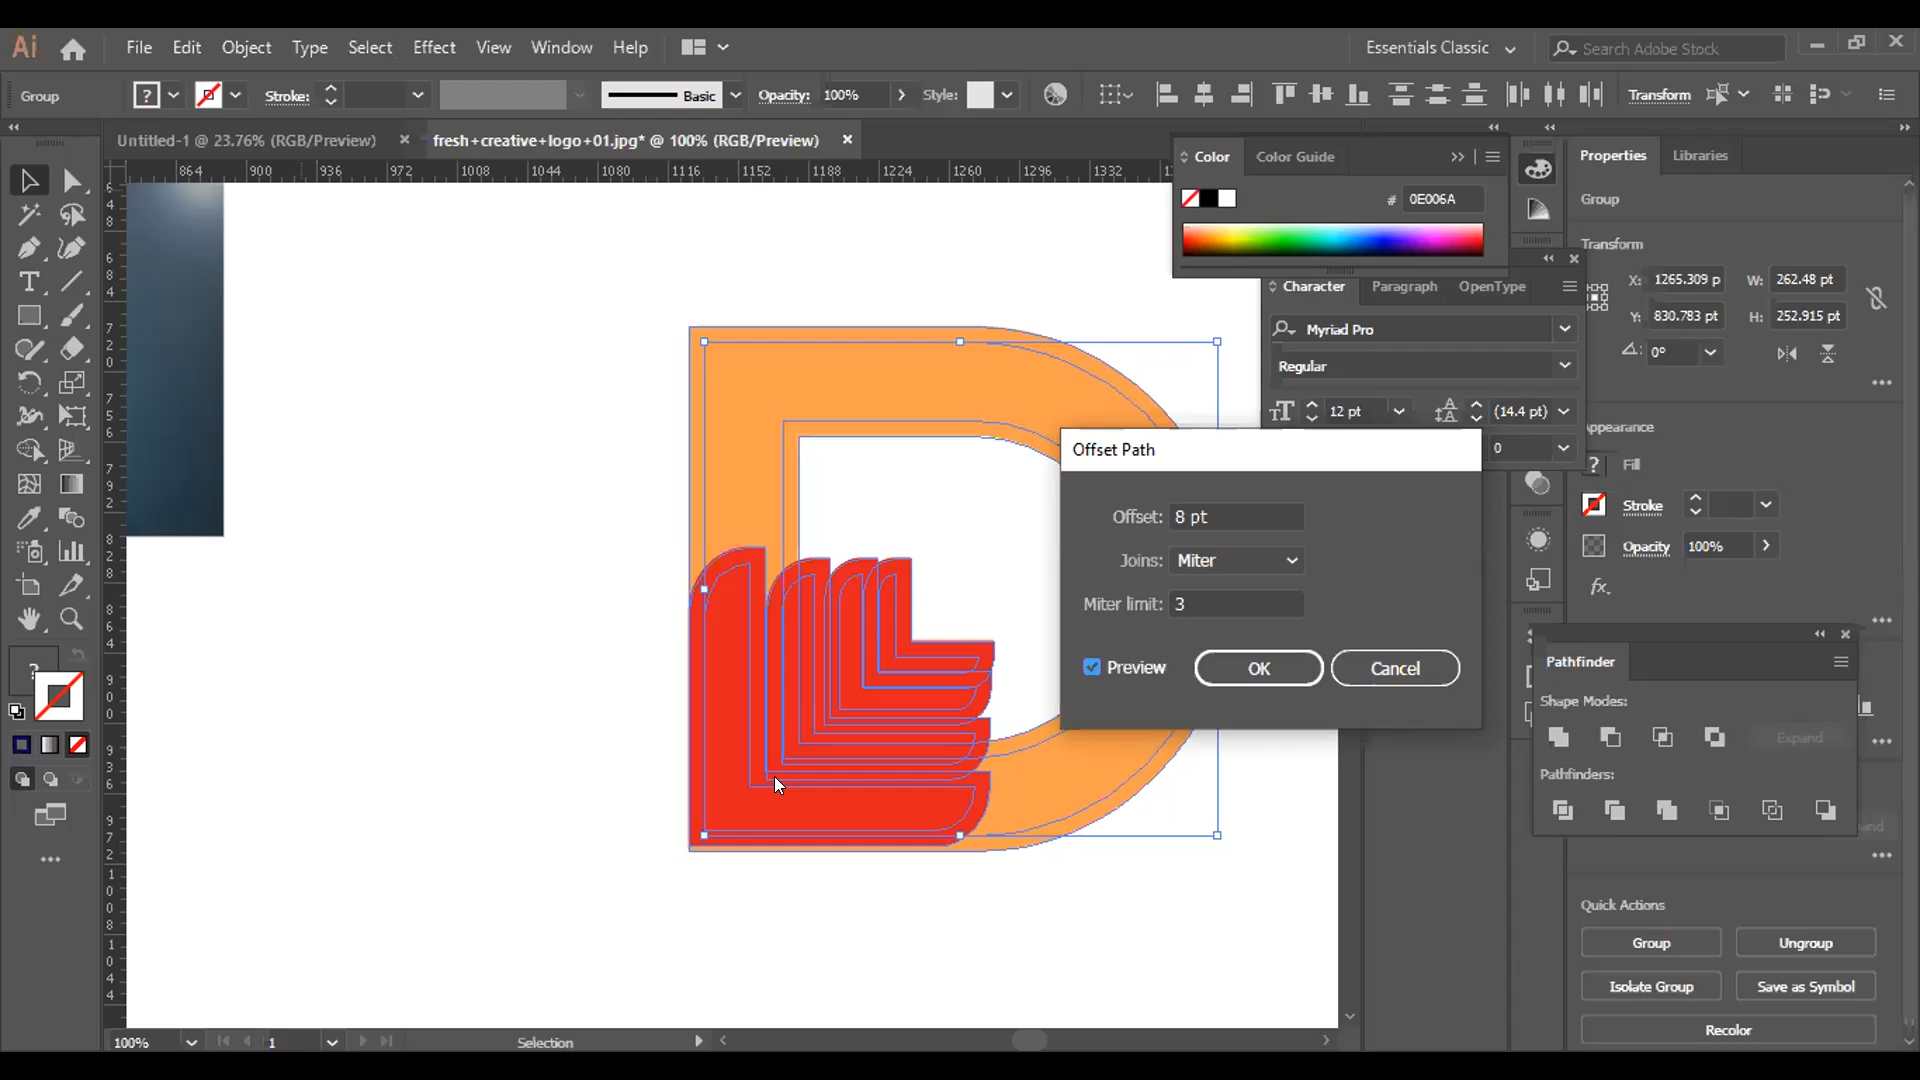 Ai File Edit Object Type Select Effect View Window Help Essentials Classic Search Adobe Stock
Group ? Stroke: Basic Opacity: 100% Style: Transform
Untitled-1 @ 23.76% (RGB/Preview) fresh+creative+logo+01.jpg* @ 100% (RGB/Preview)
864 900 936 972 1008 1044 1080 1116 1152 1188 1224 1260 1296 1332
Color Color Guide
# 0E006A
Character Paragraph OpenType
Myriad Pro
Regular
12 pt (14.4 pt)
0
Offset Path
Offset: 8 pt
Joins: Miter
Miter limit: 3
Preview OK Cancel
Properties Libraries
Group
Transform
X: 1265.309 p W: 262.48 pt
Y: 830.783 pt H: 252.915 pt
0°
Appearance
? Fill
Stroke
Opacity 100%
fx.
Pathfinder
Shape Modes:
Expand
Pathfinders:
Quick Actions
Group Ungroup
Isolate Group Save as Symbol
Recolor
100% 1 Selection